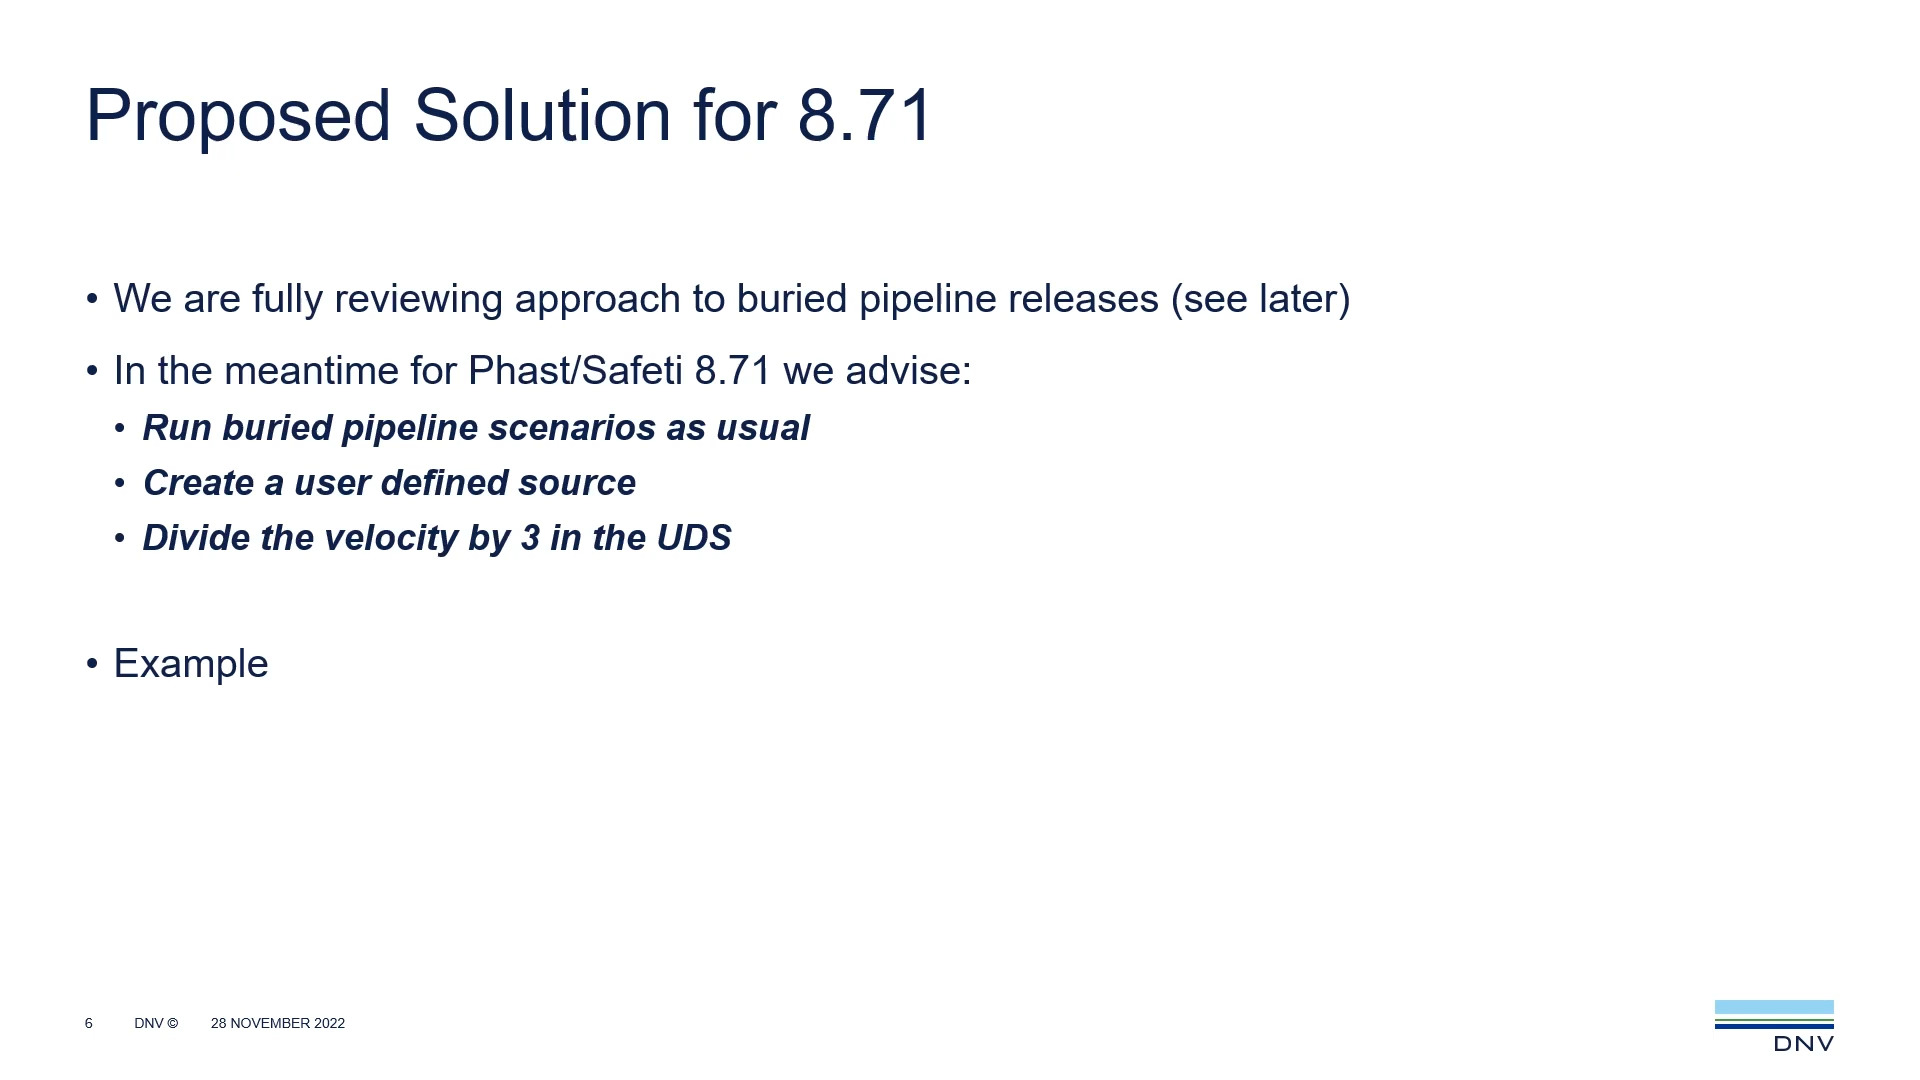 Proposed Solution for 8.71
• We are fully reviewing approach to buried pipeline releases (see later)
• In the meantime for Phast/Safeti 8.71 we advise:
• Run buried pipeline scenarios as usual
• Create a user defined source
• Divide the velocity by 3 in the UDS
• Example
6 DNV © 28 NOVEMBER 2022
DNV